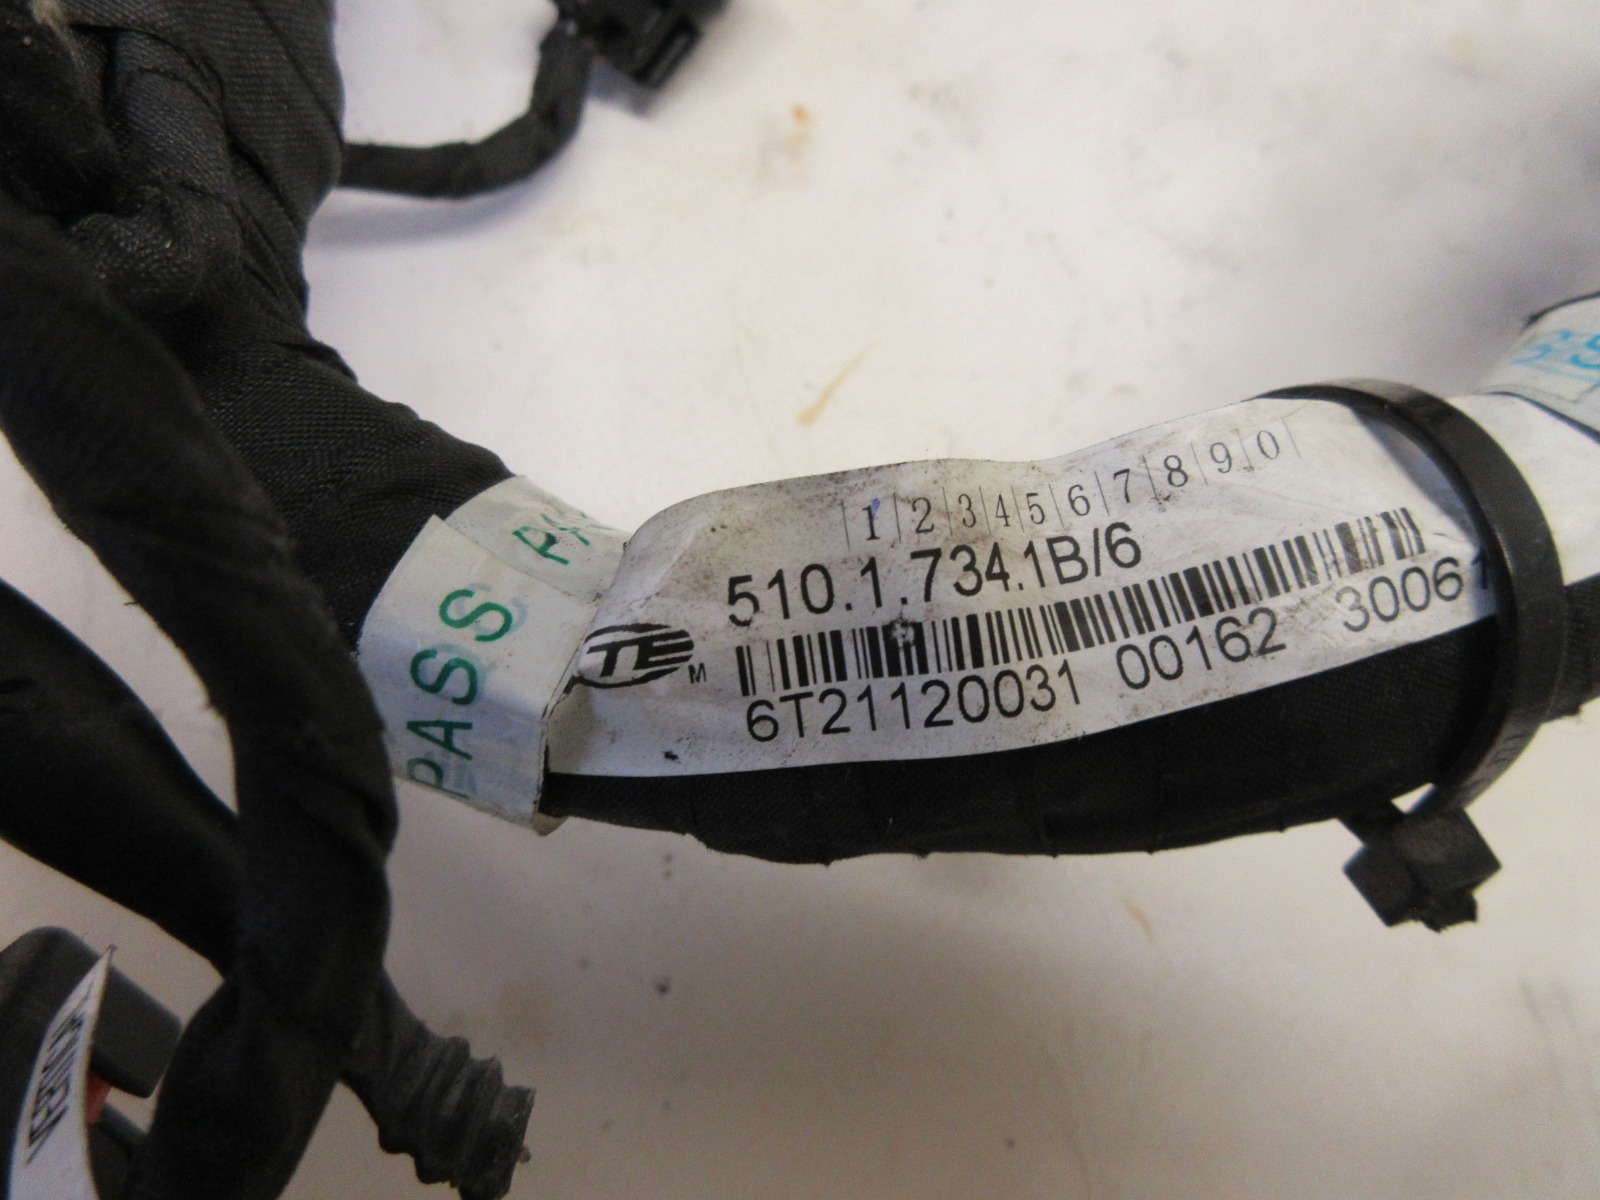 1 2 3 4 5 6 7 8 9 0
510.1.734.1B/6
TE M
6T21120031 00162 30061
PASS
PASS